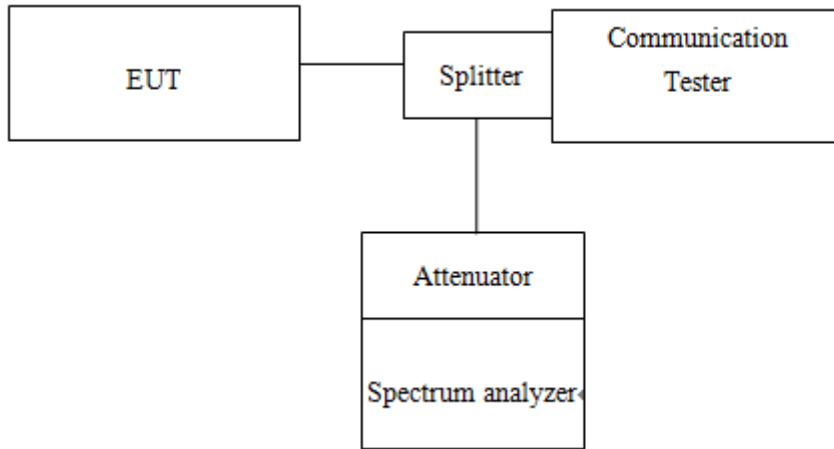 EUT
Splitter
Communication
Tester
Attenuator
Spectrum analyzer